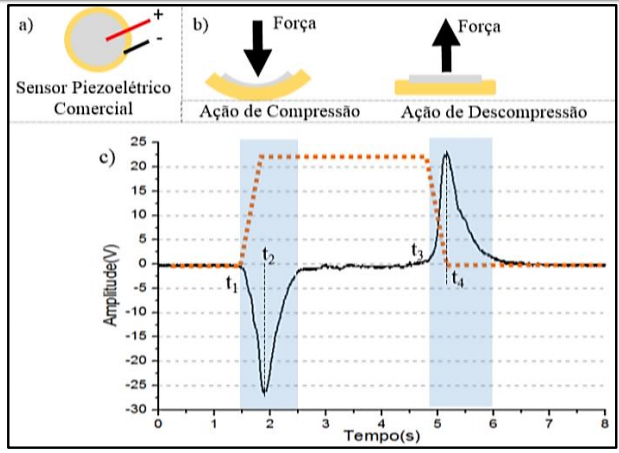 a)
+
-
Sensor Piezoelétrico
Comercial
b)
Força
Força
Ação de Compressão
Ação de Descompressão
c)
25
20
15
10
5
0
-5
-10
-15
-20
-25
-30
Amplitude(V)
t1
t2
t3
t4
0 1 2 3 4 5 6 7 8
Tempo(s)